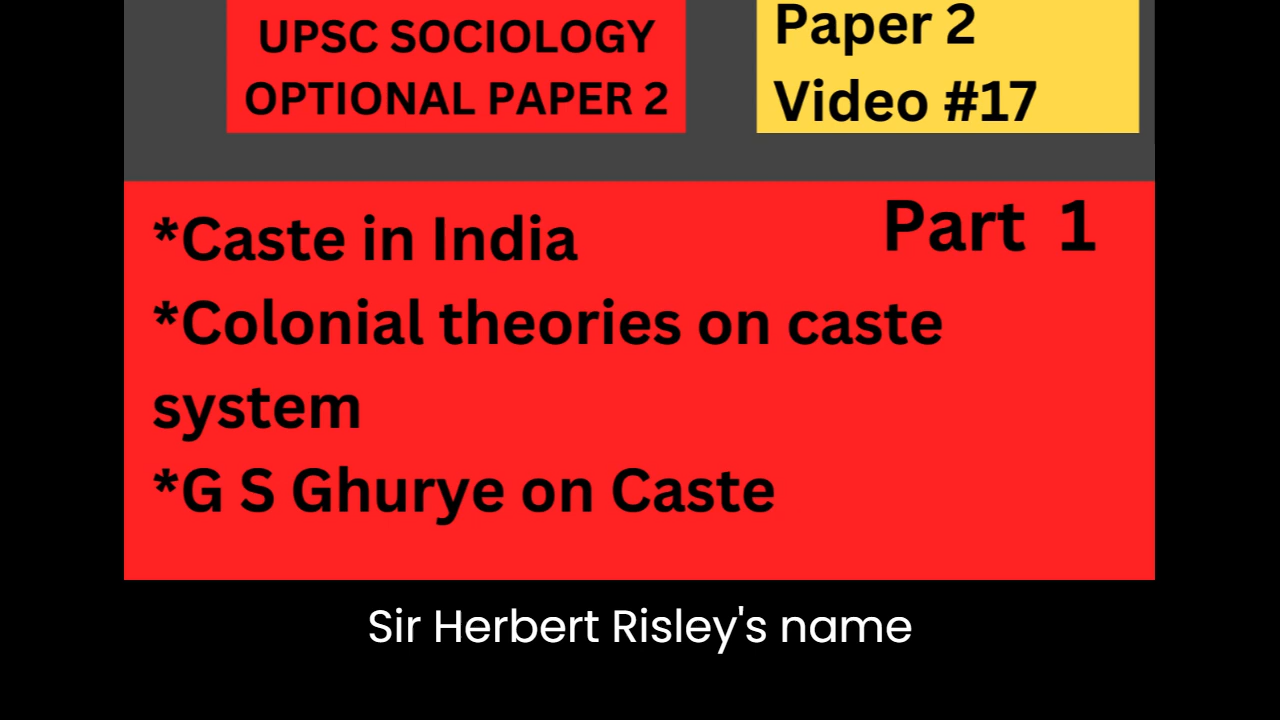 UPSC SOCIOLOGY
OPTIONAL PAPER 2
Paper 2
Video #17
Part 1
*Caste in India
*Colonial theories on caste
system
*G S Ghurye on Caste
Sir Herbert Risley's name